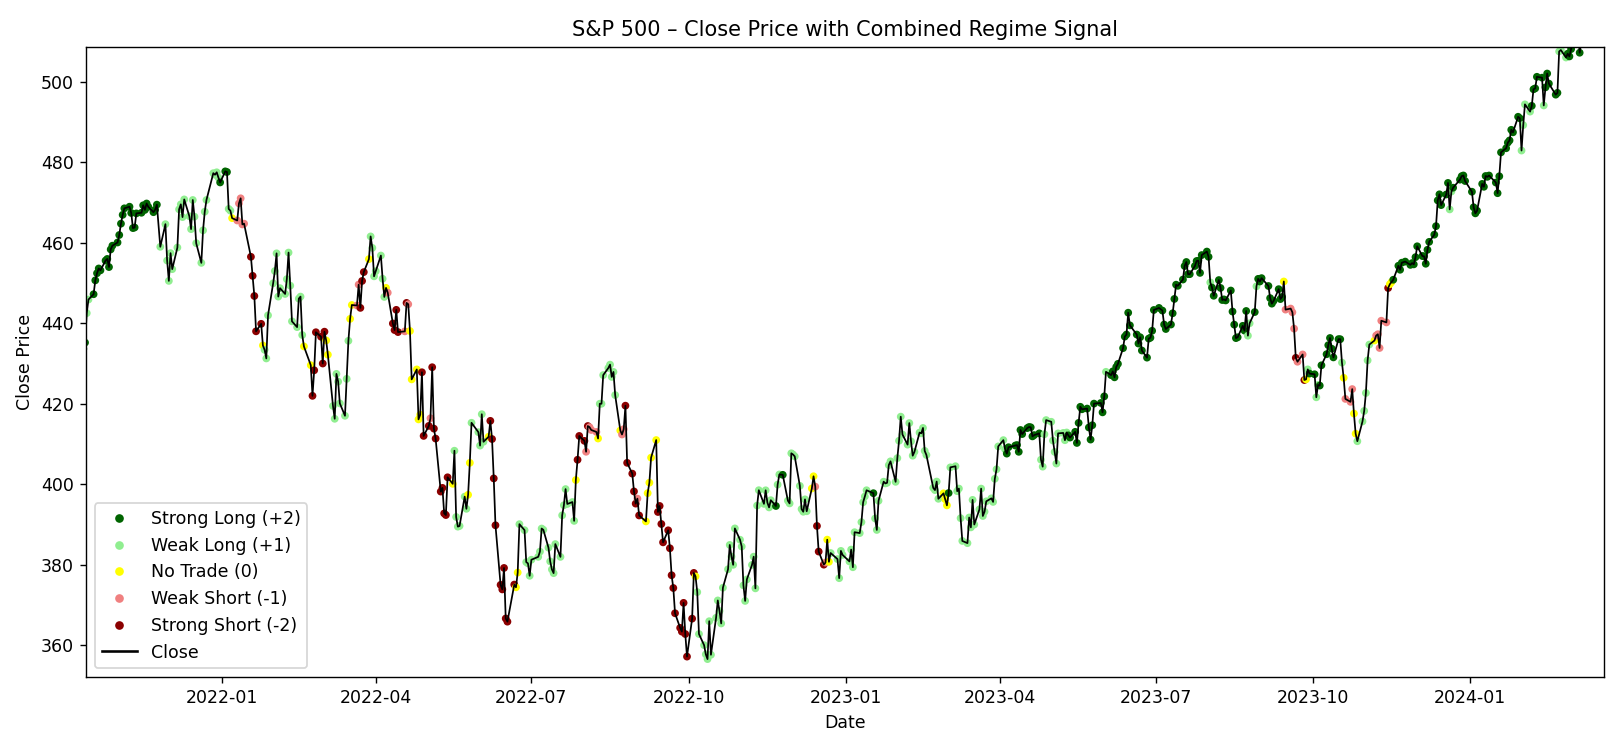 S&P 500 – Close Price with Combined Regime Signal
Close Price
500
480
460
440
420
400
380
360
Strong Long (+2)
Weak Long (+1)
No Trade (0)
Weak Short (-1)
Strong Short (-2)
Close
2022-01 2022-04 2022-07 2022-10 2023-01 2023-04 2023-07 2023-10 2024-01
Date